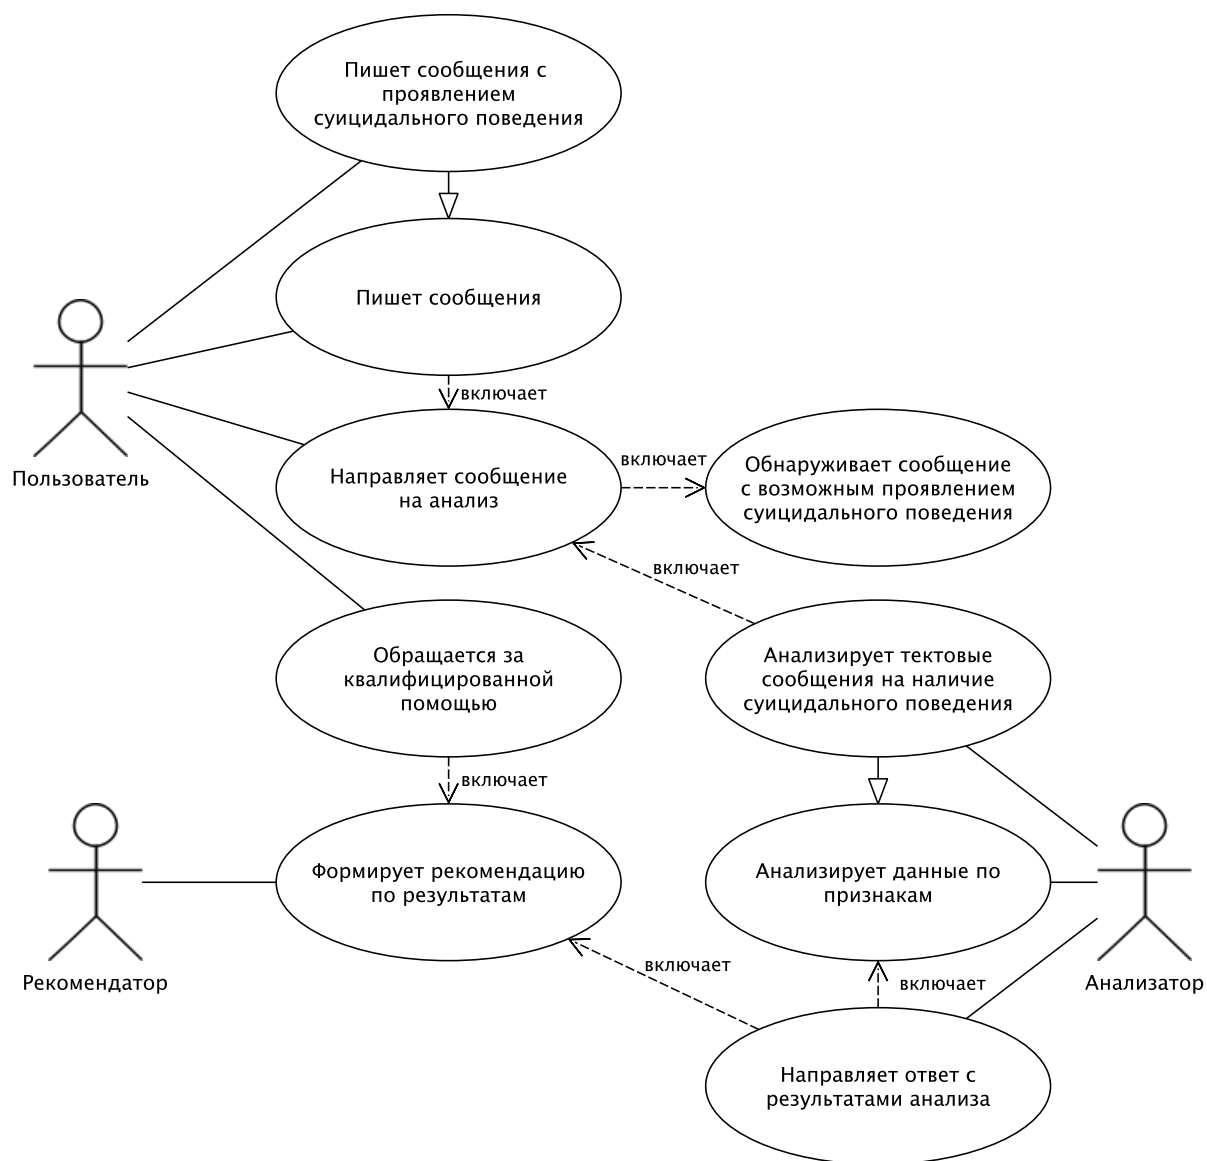 Пишет сообщения с
проявлением
суицидального поведения
Пишет сообщения
включает
Пользователь
Направляет сообщение
на анализ
включает
Обнаруживает сообщение
с возможным проявлением
суицидального поведения
включает
Обращается за
квалифицированной
помощью
Анализирует тектовые
сообщения на наличие
суицидального поведения
включает
Рекомендатор
Формирует рекомендацию
по результатам
Анализирует данные по
признакам
Анализатор
включает
включает
Направляет ответ с
результатами анализа